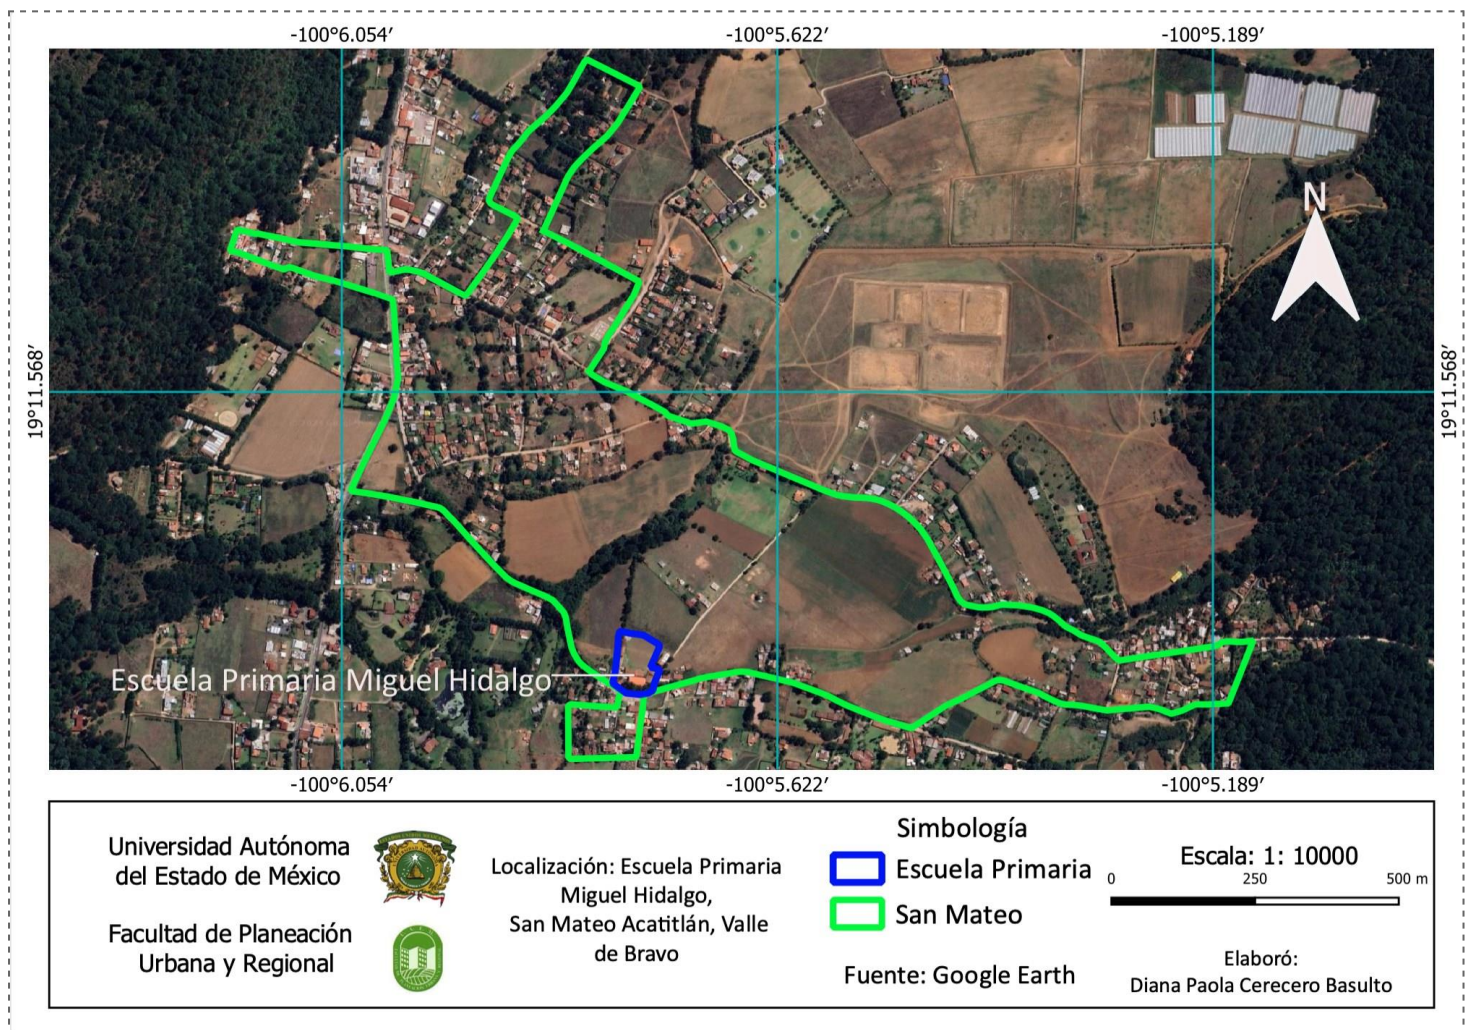 -100°6.054′
-100°5.622′
-100°5.189′
19°11.568′
19°11.568′
N
Escuela Primaria Miguel Hidalgo
-100°6.054′
-100°5.622′
-100°5.189′
Universidad Autónoma
del Estado de México
Facultad de Planeación
Urbana y Regional
Localización: Escuela Primaria
Miguel Hidalgo,
San Mateo Acatitlán, Valle
de Bravo
Simbología
Escuela Primaria
San Mateo
Fuente: Google Earth
Escala: 1: 10000
0 250 500 m
Elaboró:
Diana Paola Cerecero Basulto